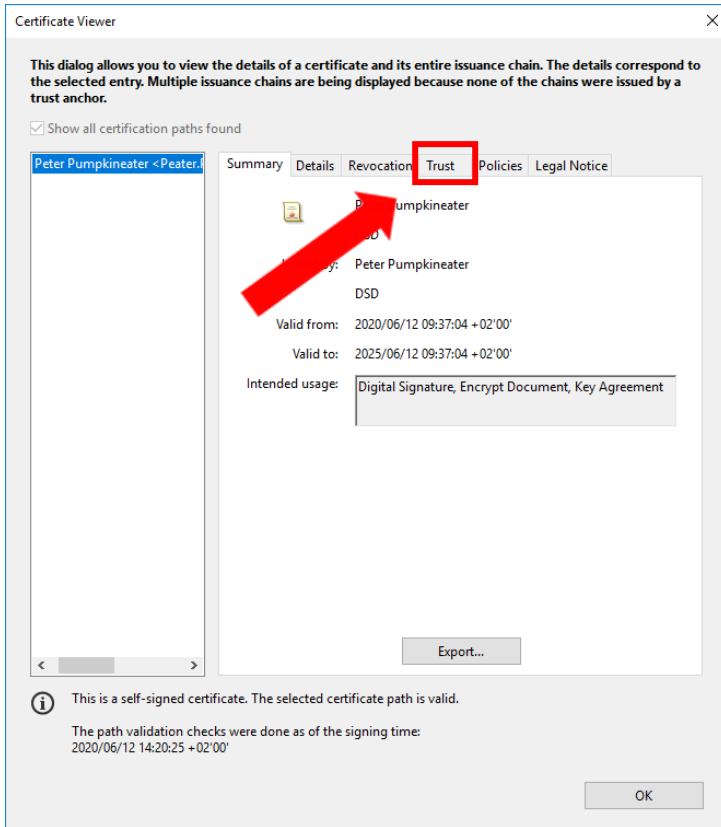 Certificate Viewer
This dialog allows you to view the details of a certificate and its entire issuance chain. The details correspond to
the selected entry. Multiple issuance chains are being displayed because none of the chains were issued by a
trust anchor.
Show all certification paths found
Peter Pumpkineater <Peater.
Summary Details Revocation Trust Policies Legal Notice
Pumpkineater
by: Peter Pumpkineater
DSD
Valid from: 2020/06/12 09:37:04 +02'00'
Valid to: 2025/06/12 09:37:04 +02'00'
Intended usage: Digital Signature, Encrypt Document, Key Agreement
Export...
This is a self-signed certificate. The selected certificate path is valid.
The path validation checks were done as of the signing time:
2020/06/12 14:20:25 +02'00'
OK